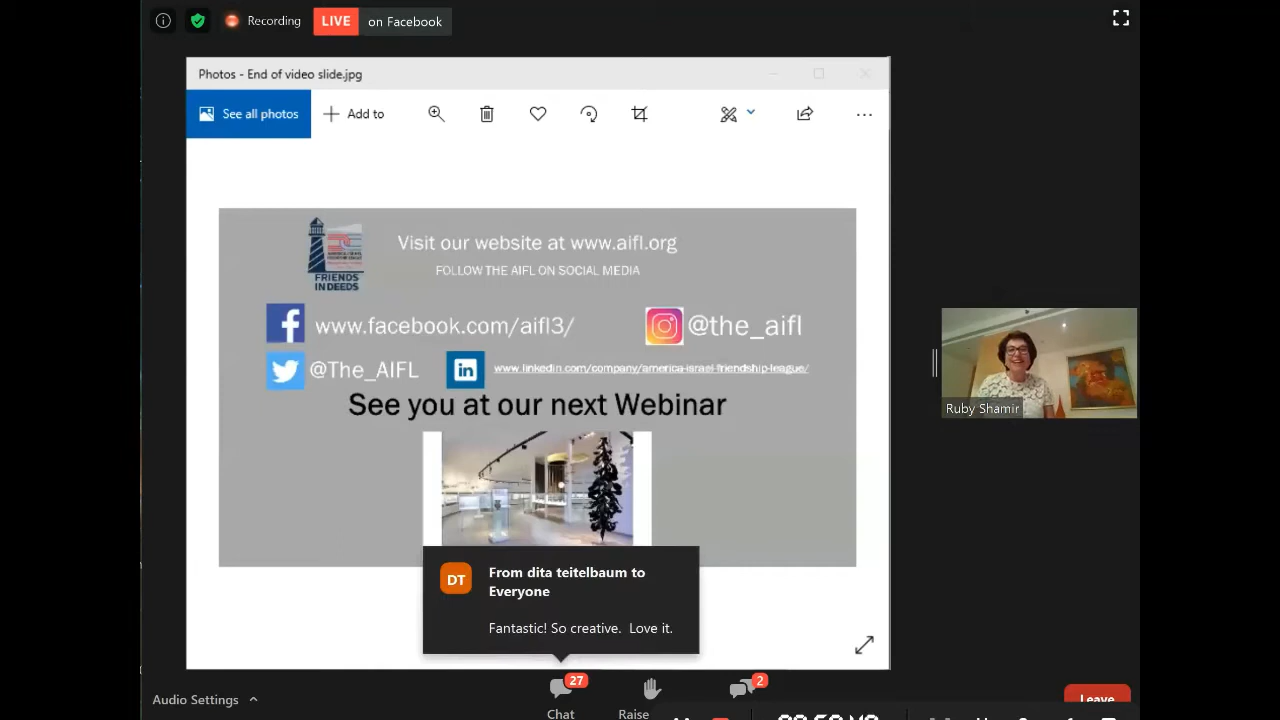 Recording
LIVE
on Facebook
Photos - End of video slide.jpg
See all photos
Add to
Visit our website at www.aifl.org
FOLLOW THE AIFL ON SOCIAL MEDIA
FRIENDS
IN DEEDS
www.facebook.com/aifl3/
@the_aifl
@The_AIFL
in
www.linkedin.com/company/america-israel-friendship-league/
See you at our next Webinar
Ruby Shamir
DT
From dita teitelbaum to
Everyone
Fantastic! So creative. Love it.
Audio Settings
27
Chat
Raise
2
Leave